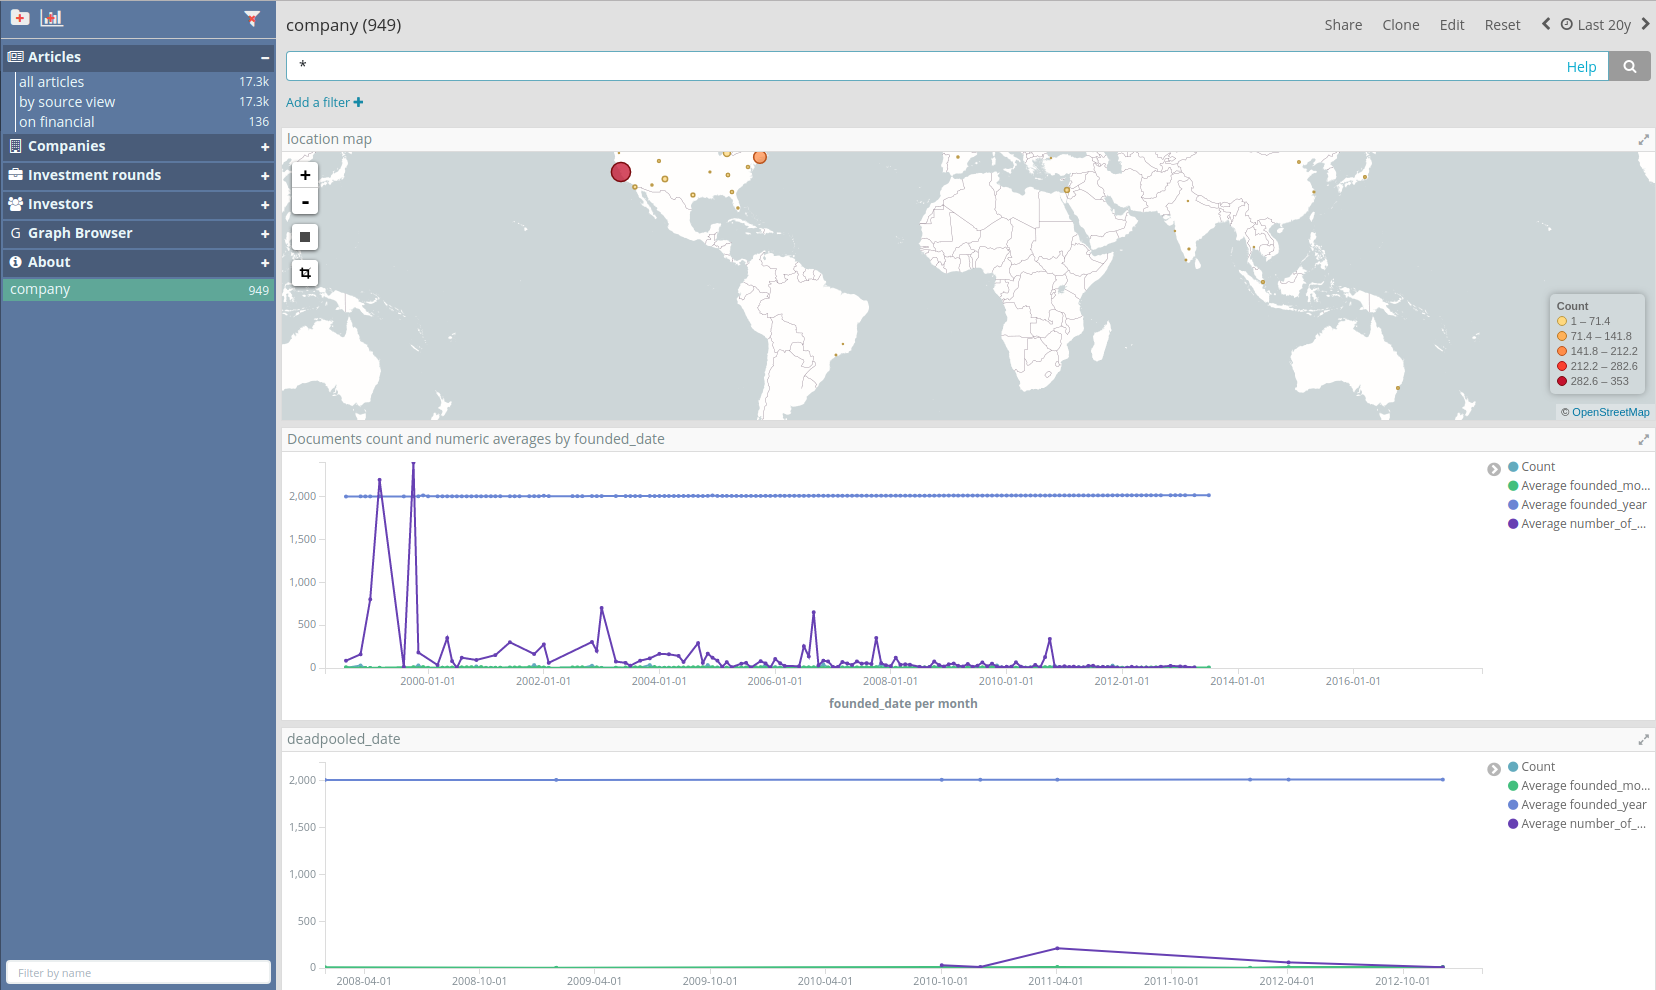 company (949)
Share Clone Edit Reset Last 20y
* Help
Add a filter
Articles
all articles 17.3k
by source view 17.3k
on financial 136
Companies
Investment rounds
Investors
G Graph Browser
About
company 949
Filter by name
location map
+
-
Count
1 – 71.4
71.4 – 141.8
141.8 – 212.2
212.2 – 282.6
282.6 – 353
© OpenStreetMap
Documents count and numeric averages by founded_date
2,000
1,500
1,000
500
0
2000-01-01 2002-01-01 2004-01-01 2006-01-01 2008-01-01 2010-01-01 2012-01-01 2014-01-01 2016-01-01
founded_date per month
Count
Average founded_mo...
Average founded_year
Average number_of_...
deadpooled_date
2,000
1,500
1,000
500
0
2008-04-01 2008-10-01 2009-04-01 2009-10-01 2010-04-01 2010-10-01 2011-04-01 2011-10-01 2012-04-01 2012-10-01
Count
Average founded_mo...
Average founded_year
Average number_of_...